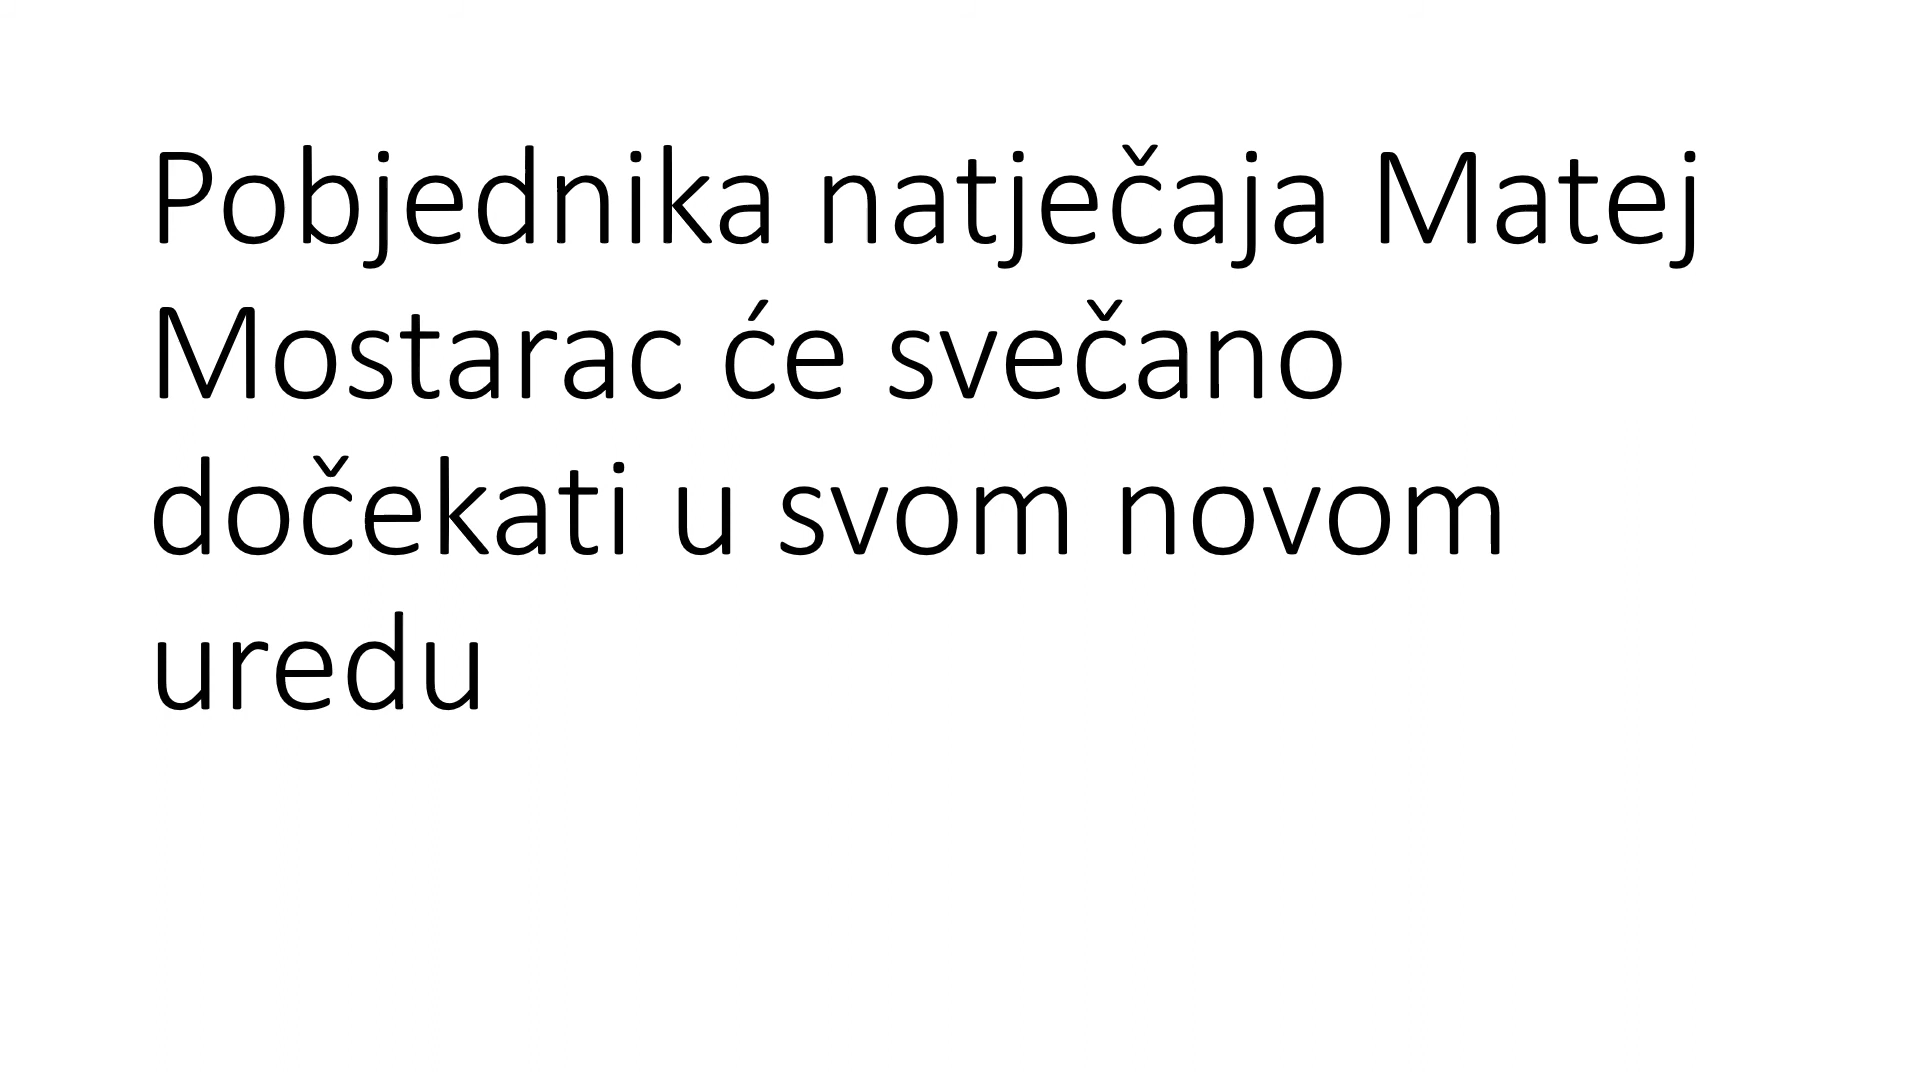 Pobjednika natječaja Matej
Mostarac će svečano
dočekati u svom novom
uredu